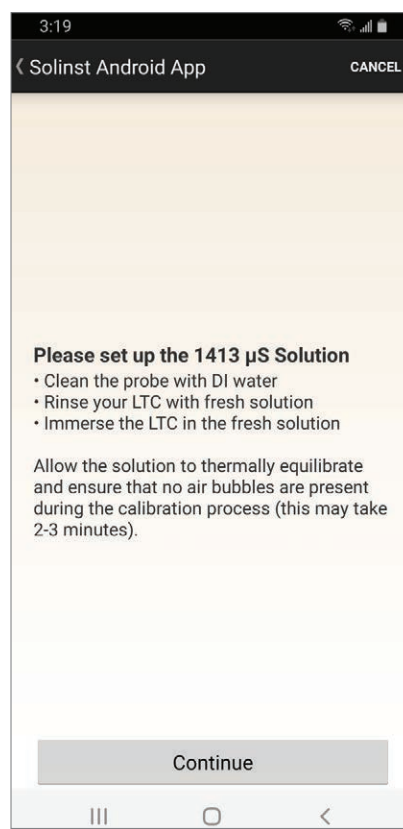 3:19
Solinst Android App
CANCEL
Please set up the 1413 µS Solution
• Clean the probe with DI water
• Rinse your LTC with fresh solution
• Immerse the LTC in the fresh solution
Allow the solution to thermally equilibrate
and ensure that no air bubbles are present
during the calibration process (this may take
2-3 minutes).
Continue